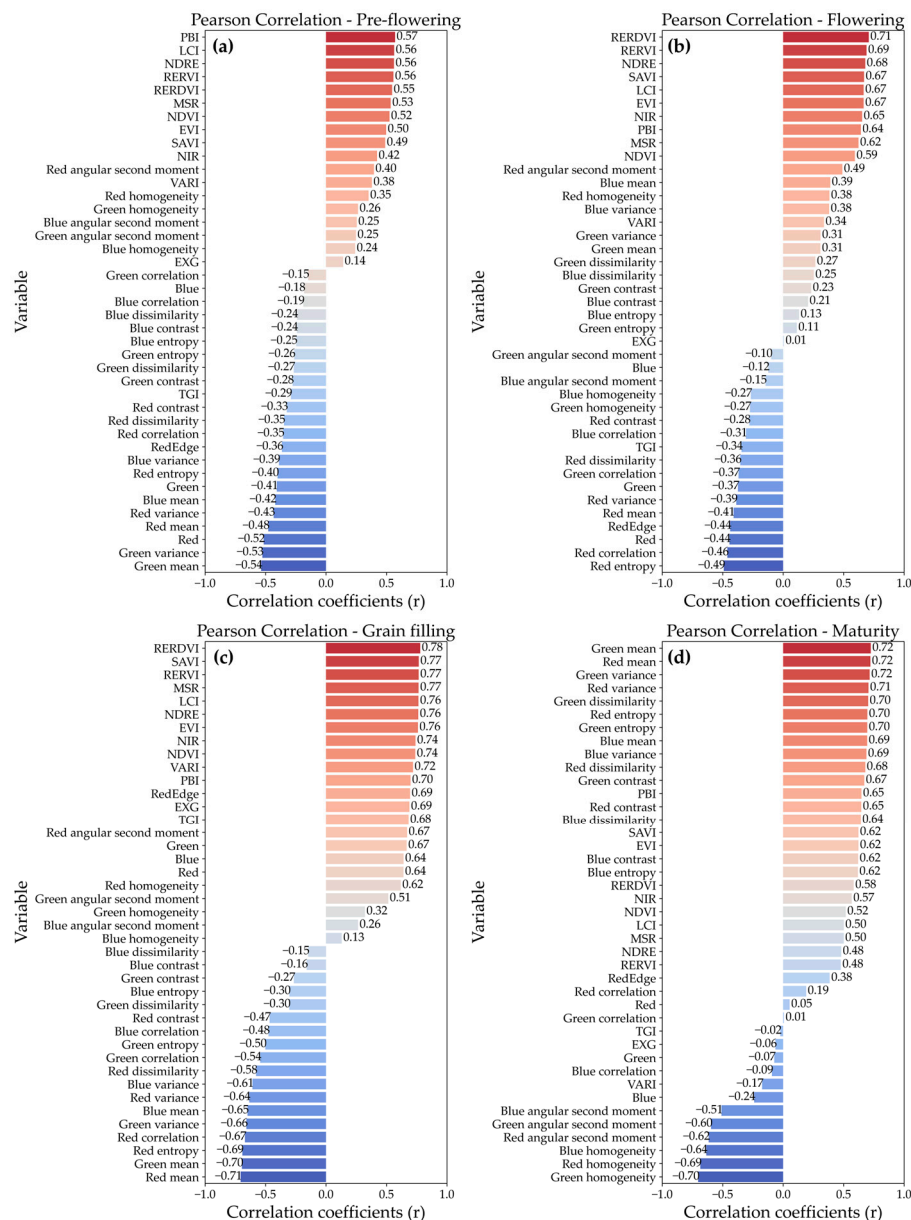 Pearson Correlation - Pre-flowering
(a)
PBI 0.57
LCI 0.56
NDRE 0.56
RERVI 0.56
RERDVI 0.55
MSR 0.53
NDVI 0.52
EVI 0.50
SAVI 0.49
NIR 0.42
Red angular second moment 0.40
VARI 0.38
Red homogeneity 0.35
Green homogeneity 0.26
Blue angular second moment 0.25
Green angular second moment 0.25
Blue homogeneity 0.24
EXG 0.14
Green correlation −0.15
Blue −0.18
Blue correlation −0.19
Blue dissimilarity −0.24
Blue contrast −0.24
Blue entropy −0.25
Green entropy −0.26
Green dissimilarity −0.27
Green contrast −0.28
TGI −0.29
Red contrast −0.33
Red dissimilarity −0.35
Red correlation −0.35
RedEdge −0.36
Blue variance −0.39
Red entropy −0.40
Green −0.41
Blue mean −0.42
Red variance −0.43
Red mean −0.48
Red −0.52
Green variance −0.53
Green mean −0.54
Variable
−1.0 −0.5 0.0 0.5 1.0
Correlation coefficients (r)
Pearson Correlation - Flowering
(b)
RERDVI 0.71
RERVI 0.69
NDRE 0.68
SAVI 0.67
LCI 0.67
EVI 0.67
NIR 0.65
PBI 0.64
MSR 0.62
NDVI 0.59
Red angular second moment 0.49
Blue mean 0.39
Red homogeneity 0.38
Blue variance 0.38
VARI 0.34
Green variance 0.31
Green mean 0.31
Green dissimilarity 0.27
Blue dissimilarity 0.25
Green contrast 0.23
Blue contrast 0.21
Blue entropy 0.13
Green entropy 0.11
EXG 0.01
Green angular second moment −0.10
Blue −0.12
Blue angular second moment −0.15
Blue homogeneity −0.27
Green homogeneity −0.27
Red contrast −0.28
Blue correlation −0.31
TGI −0.34
Red dissimilarity −0.36
Green correlation −0.37
Green −0.37
Red variance −0.39
Red mean −0.41
RedEdge −0.44
Red −0.44
Red correlation −0.46
Red entropy −0.49
Variable
−1.0 −0.5 0.0 0.5 1.0
Correlation coefficients (r)
Pearson Correlation - Grain filling
(c)
RERDVI 0.78
SAVI 0.77
RERVI 0.77
MSR 0.77
LCI 0.76
NDRE 0.76
EVI 0.76
NIR 0.74
NDVI 0.74
VARI 0.72
PBI 0.70
RedEdge 0.69
EXG 0.69
TGI 0.68
Red angular second moment 0.67
Green 0.67
Blue 0.64
Red 0.64
Red homogeneity 0.62
Green angular second moment 0.51
Green homogeneity 0.32
Blue angular second moment 0.26
Blue homogeneity 0.13
Blue dissimilarity −0.15
Blue contrast −0.16
Green contrast −0.27
Blue entropy −0.30
Green dissimilarity −0.30
Red contrast −0.47
Blue correlation −0.48
Green entropy −0.50
Green correlation −0.54
Red dissimilarity −0.58
Blue variance −0.61
Red variance −0.64
Blue mean −0.65
Green variance −0.66
Red correlation −0.67
Red entropy −0.69
Green mean −0.70
Red mean −0.71
Variable
−1.0 −0.5 0.0 0.5 1.0
Correlation coefficients (r)
Pearson Correlation - Maturity
(d)
Green mean 0.72
Red mean 0.72
Green variance 0.72
Red variance 0.71
Green dissimilarity 0.70
Red entropy 0.70
Green entropy 0.70
Blue mean 0.69
Blue variance 0.69
Red dissimilarity 0.68
Green contrast 0.67
PBI 0.65
Red contrast 0.65
Blue dissimilarity 0.64
SAVI 0.62
EVI 0.62
Blue contrast 0.62
Blue entropy 0.62
RERDVI 0.58
NIR 0.57
NDVI 0.52
LCI 0.50
MSR 0.50
NDRE 0.48
RERVI 0.48
RedEdge 0.38
Red correlation 0.19
Red 0.05
Green correlation 0.01
TGI −0.02
EXG −0.06
Green −0.07
Blue correlation −0.09
VARI −0.17
Blue −0.24
Blue angular second moment −0.51
Green angular second moment −0.60
Red angular second moment −0.62
Blue homogeneity −0.64
Red homogeneity −0.69
Green homogeneity −0.70
Variable
−1.0 −0.5 0.0 0.5 1.0
Correlation coefficients (r)